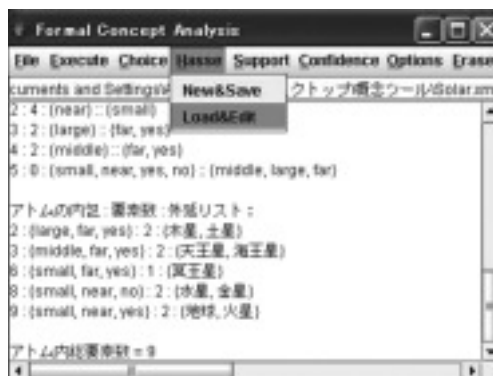 Formal Concept Analysis
File Execute Choice Hasse Support Confidence Options Erase
cuments and Settings クトップ\概念ツール\Solar.xm
New&Save
Load&Edit
2 : 4 : (near) :: (small)
3 : 2 : (large) :: (far, yes)
4 : 2 : (middle) :: (far, yes)
5 : 0 : (small, near, yes, no) :: (middle, large, far)
アトムの内包 : 要素数 : 外延リスト :
2 : (large, far, yes) : 2 : (木星, 土星)
3 : (middle, far, yes) : 2 : (天王星, 海王星)
6 : (small, far, yes) : 1 : (冥王星)
8 : (small, near, no) : 2 : (水星, 金星)
9 : (small, near, yes) : 2 : (地球, 火星)
アトム内総要素数 = 9